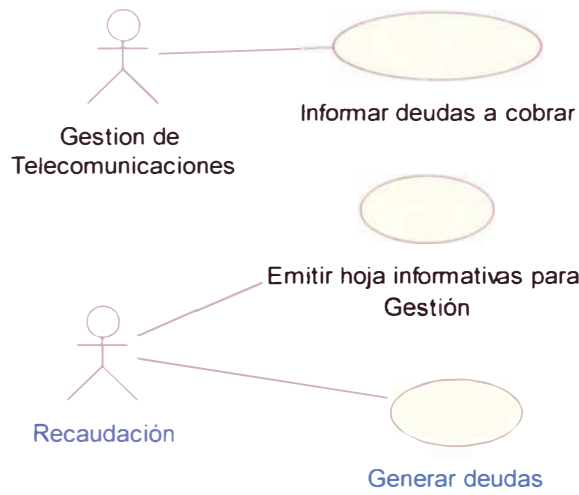 Informar deudas a cobrar
Gestion de
Telecomunicaciones
Emitir hoja informativas para
Gestión
Recaudación
Generar deudas